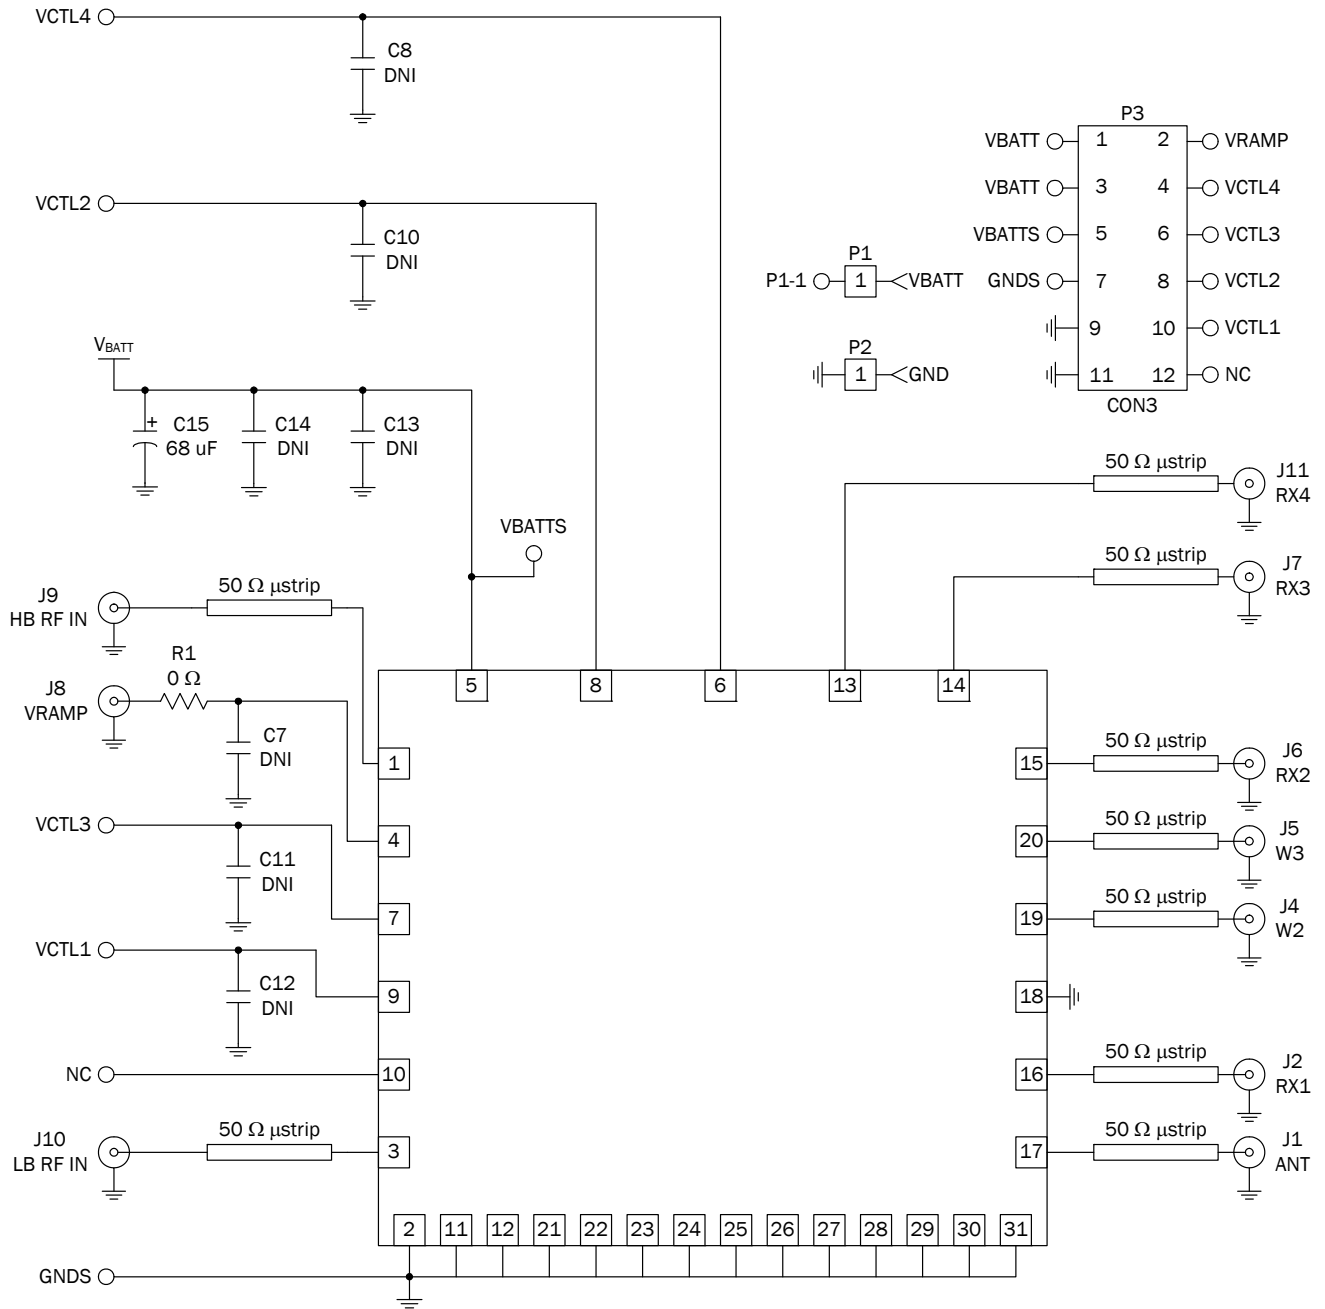 VCTL4
C8
DNI
VCTL2
C10
DNI
VBATT
C15
68 uF
+
C14
DNI
C13
DNI
VBATTS
P1
P1-1
1
VBATT
P2
1
GND
P3
VBATT 1 2 VRAMP
VBATT 3 4 VCTL4
VBATTS 5 6 VCTL3
GNDS 7 8 VCTL2
9 10 VCTL1
11 12 NC
CON3
50 Ω µstrip
J11
RX4
50 Ω µstrip
J7
RX3
J9
HB RF IN
50 Ω µstrip
J8
VRAMP
R1
0 Ω
C7
DNI
VCTL3
C11
DNI
VCTL1
C12
DNI
NC
J10
LB RF IN
50 Ω µstrip
GNDS
5 8 6 13 14
1
4
7
9
10
3
15
20
19
18
16
17
50 Ω µstrip
J6
RX2
50 Ω µstrip
J5
W3
50 Ω µstrip
J4
W2
50 Ω µstrip
J2
RX1
50 Ω µstrip
J1
ANT
2 11 12 21 22 23 24 25 26 27 28 29 30 31